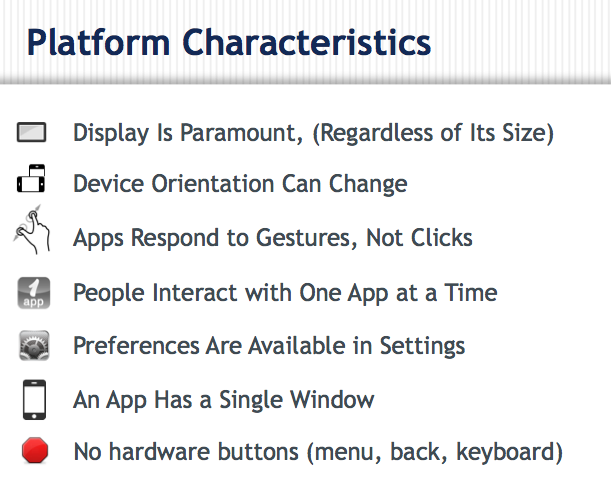 Platform Characteristics
Display Is Paramount, (Regardless of Its Size)
Device Orientation Can Change
Apps Respond to Gestures, Not Clicks
1
app
People Interact with One App at a Time
Preferences Are Available in Settings
An App Has a Single Window
No hardware buttons (menu, back, keyboard)